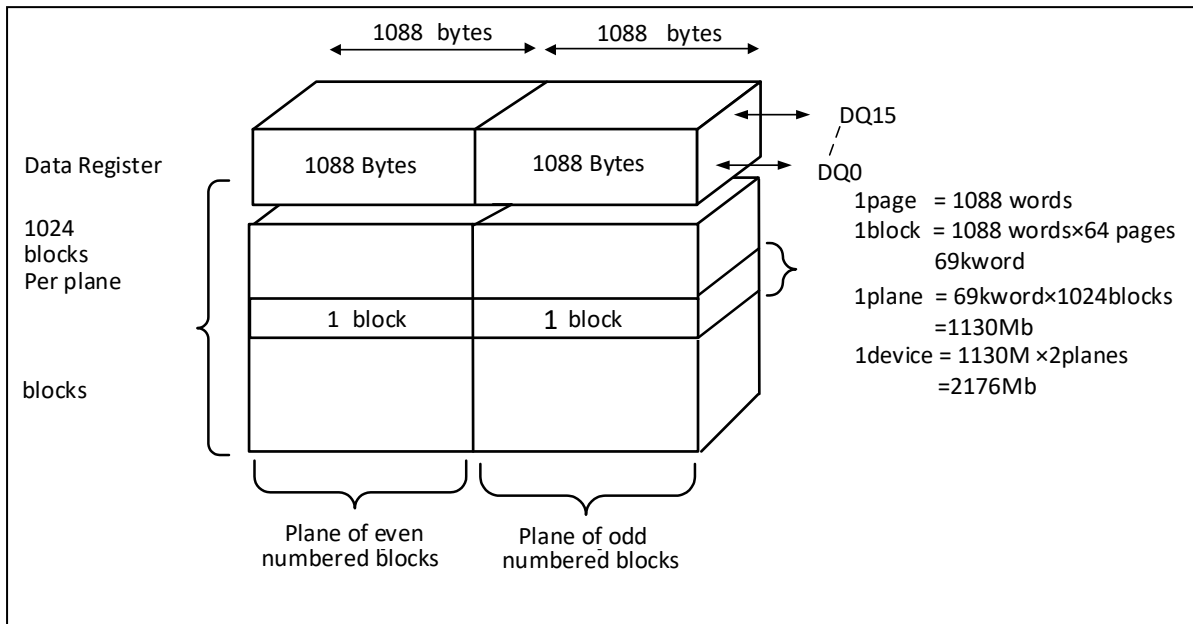 1088 bytes
1088 bytes
DQ15
Data Register
1088 Bytes
1088 Bytes
DQ0
1024
blocks
Per plane
1page = 1088 words
1block = 1088 words×64 pages
69kword
1plane = 69kword×1024blocks
=1130Mb
1device = 1130M ×2planes
=2176Mb
1 block
1 block
blocks
Plane of even
numbered blocks
Plane of odd
numbered blocks